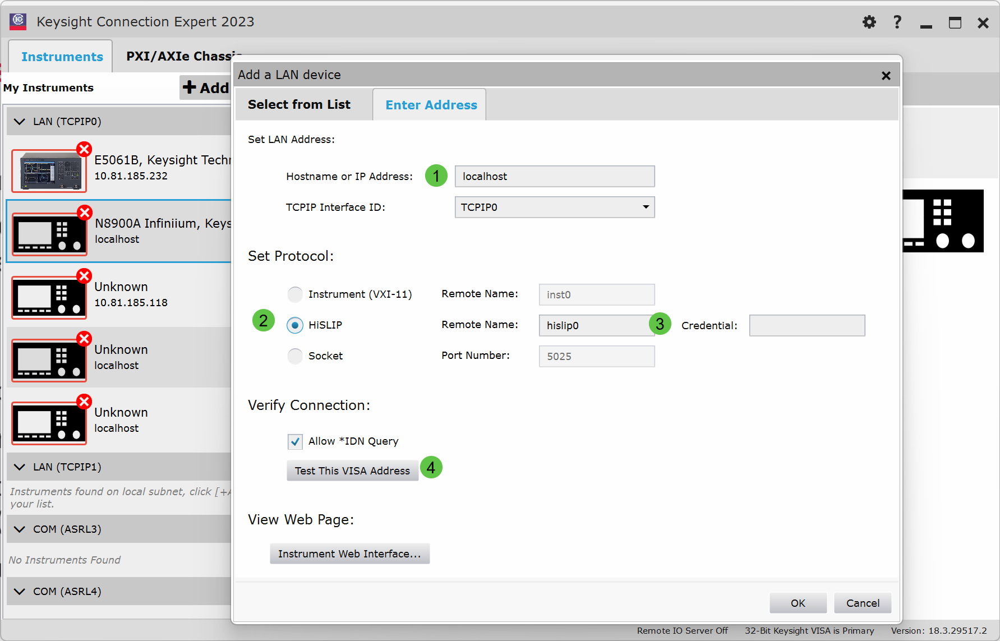 Keysight Connection Expert 2023
Instruments
PXI/AXIe Chassis
My Instruments
Add
LAN (TCPIP0)
E5061B, Keysight Techn
10.81.185.232
N8900A Infiniium, Keys
localhost
Unknown
10.81.185.118
Unknown
localhost
Unknown
localhost
LAN (TCPIP1)
Instruments found on local subnet, click [+A
your list.
COM (ASRL3)
No Instruments Found
COM (ASRL4)
Add a LAN device
Select from List
Enter Address
Set LAN Address:
Hostname or IP Address: 1 localhost
TCPIP Interface ID: TCPIP0
Set Protocol:
Instrument (VXI-11) Remote Name: inst0
2 HiSLIP Remote Name: hislip0 3 Credential:
Socket Port Number: 5025
Verify Connection:
Allow *IDN Query
Test This VISA Address 4
View Web Page:
Instrument Web Interface...
OK Cancel
Remote IO Server Off 32-Bit Keysight VISA is Primary Version: 18.3.29517.2